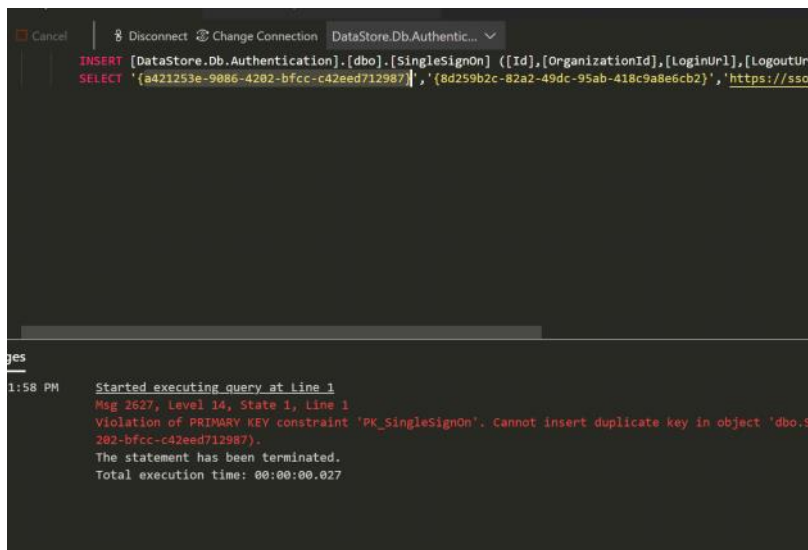 Cancel Disconnect Change Connection DataStore.Db.Authentic...
INSERT [DataStore.Db.Authentication].[dbo].[SingleSignOn] ([Id],[OrganizationId],[LoginUrl],[LogoutUr
SELECT '{a421253e-9086-4202-bfcc-c42eed712987}','{8d259b2c-82a2-49dc-95ab-418c9a8e6cb2}','https://sso
ges
1:58 PM Started executing query at Line 1
Msg 2627, Level 14, State 1, Line 1
Violation of PRIMARY KEY constraint 'PK_SingleSignOn'. Cannot insert duplicate key in object 'dbo.S
202-bfcc-c42eed712987).
The statement has been terminated.
Total execution time: 00:00:00.027